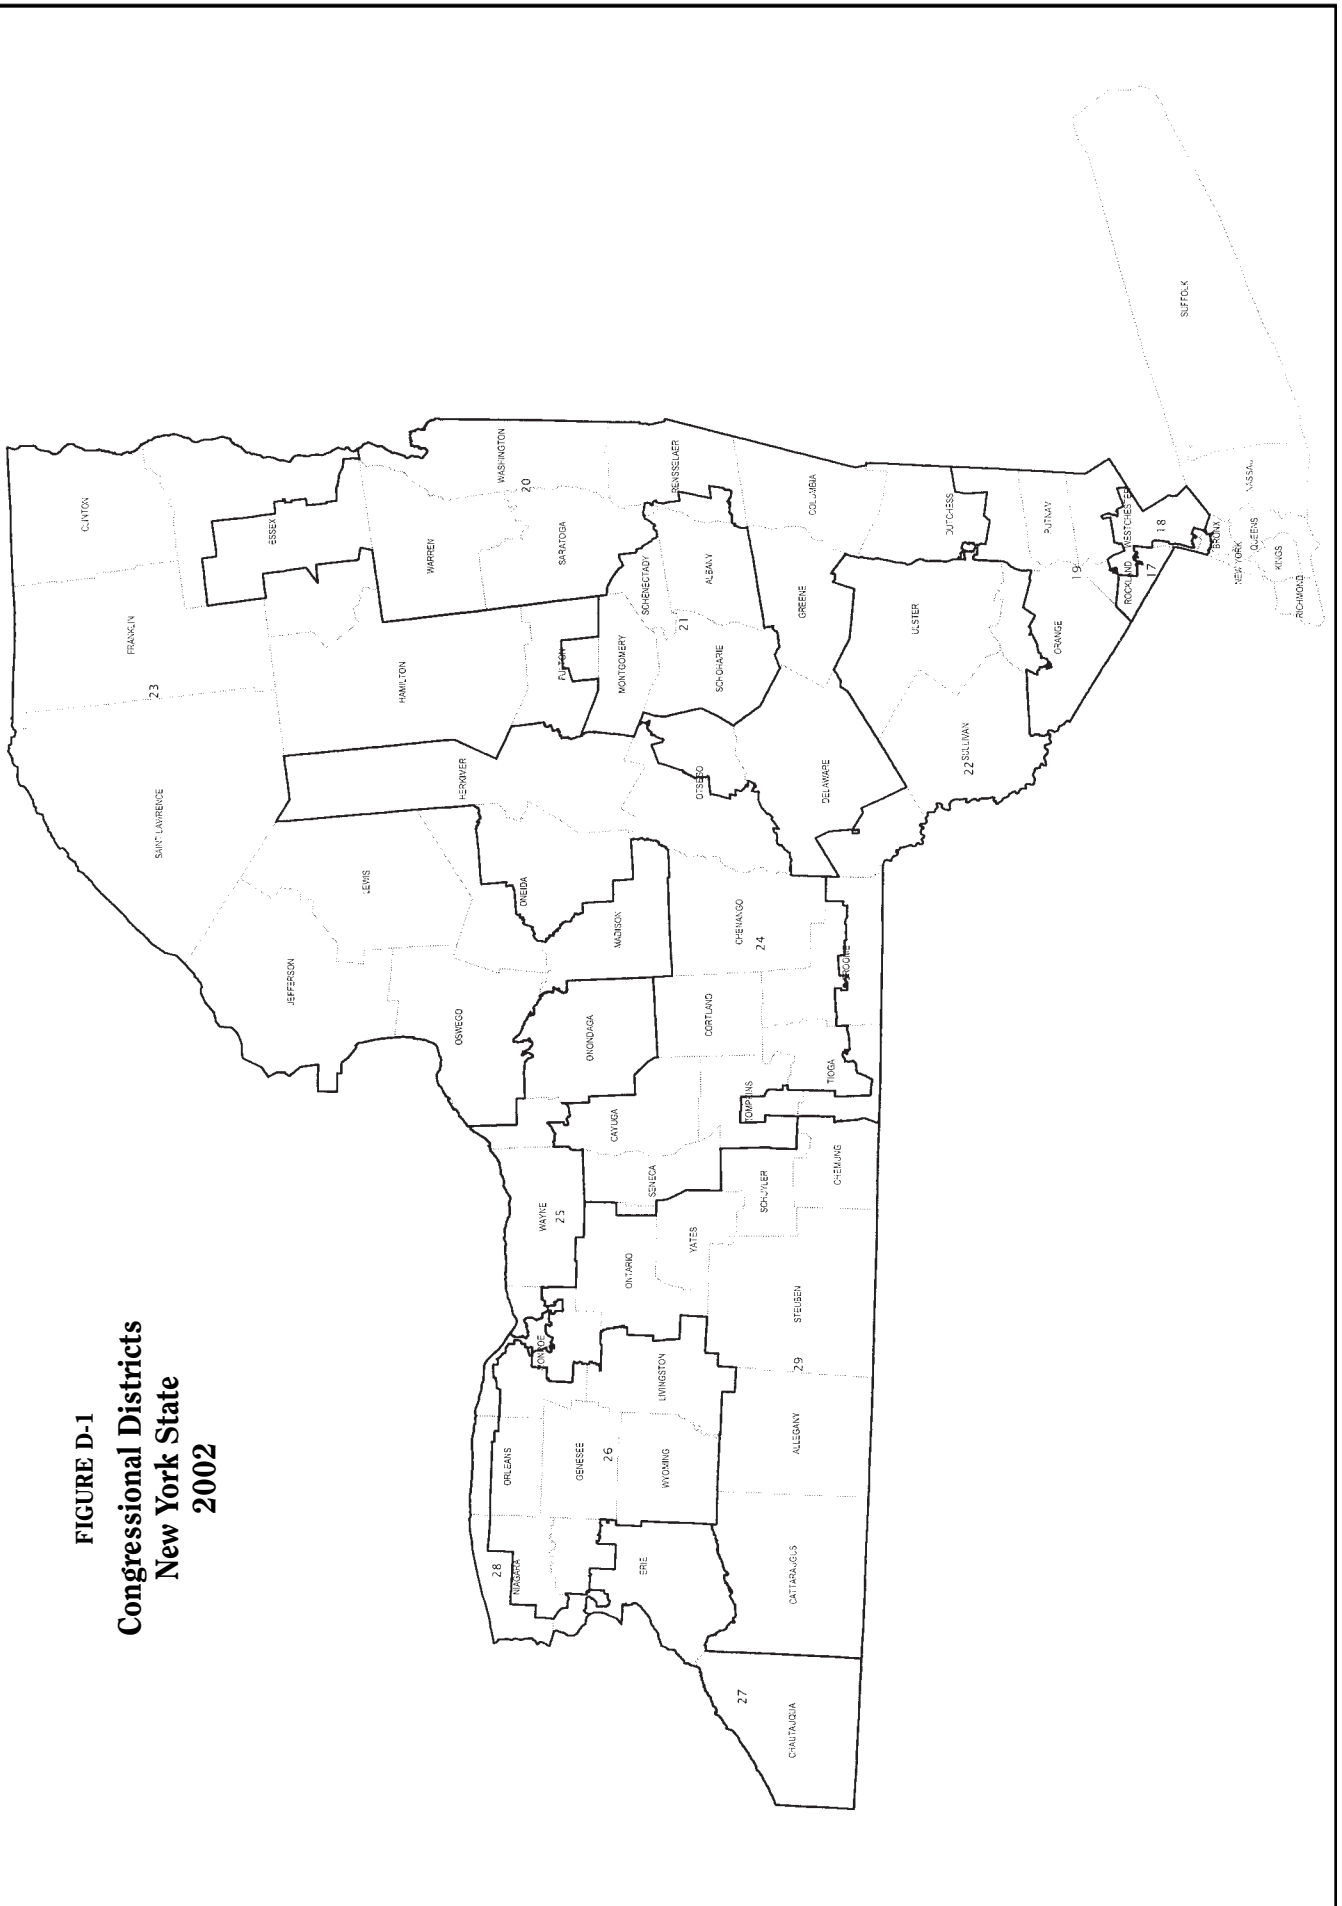 FIGURE D-1
Congressional Districts
New York State
2002
CLINTON
FRANKLIN
23
ESSEX
SAINT LAWRENCE
HAMILTON
WARREN
WASHINGTON
20
JEFFERSON
LEWIS
HERKIMER
FULTON
SARATOGA
OSWEGO
ONEIDA
MONTGOMERY
SCHENECTADY
RENSSELAER
28
NIAGARA
ORLEANS
MONROE
WAYNE
25
ONONDAGA
MADISON
OTSEGO
SCHOHARIE
21
ALBANY
ERIE
GENESEE
26
WYOMING
LIVINGSTON
ONTARIO
YATES
SENECA
CAYUGA
CORTLAND
CHENANGO
24
DELAWARE
GREENE
COLUMBIA
TOMPKINS
SCHUYLER
27
CHAUTAUQUA
CATTARAUGUS
ALLEGANY
29
STEUBEN
CHEMUNG
TIOGA
BROOME
ULSTER
DUTCHESS
22
SULLIVAN
ORANGE
PUTNAM
19
ROCKLAND
WESTCHESTER
17
18
BRONX
NEW YORK
QUEENS
NASSAU
SUFFOLK
KINGS
RICHMOND